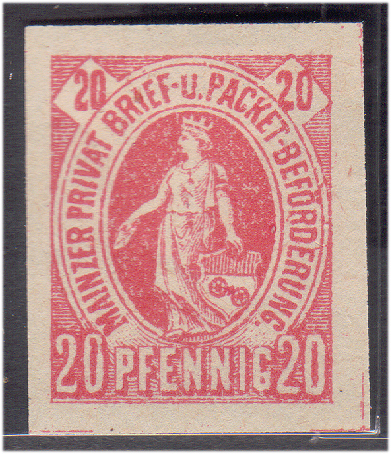 20 20
MAINZER PRIVAT BRIEF-U. PACKET-BEFÖRDERUNG
20 PFENNIG 20